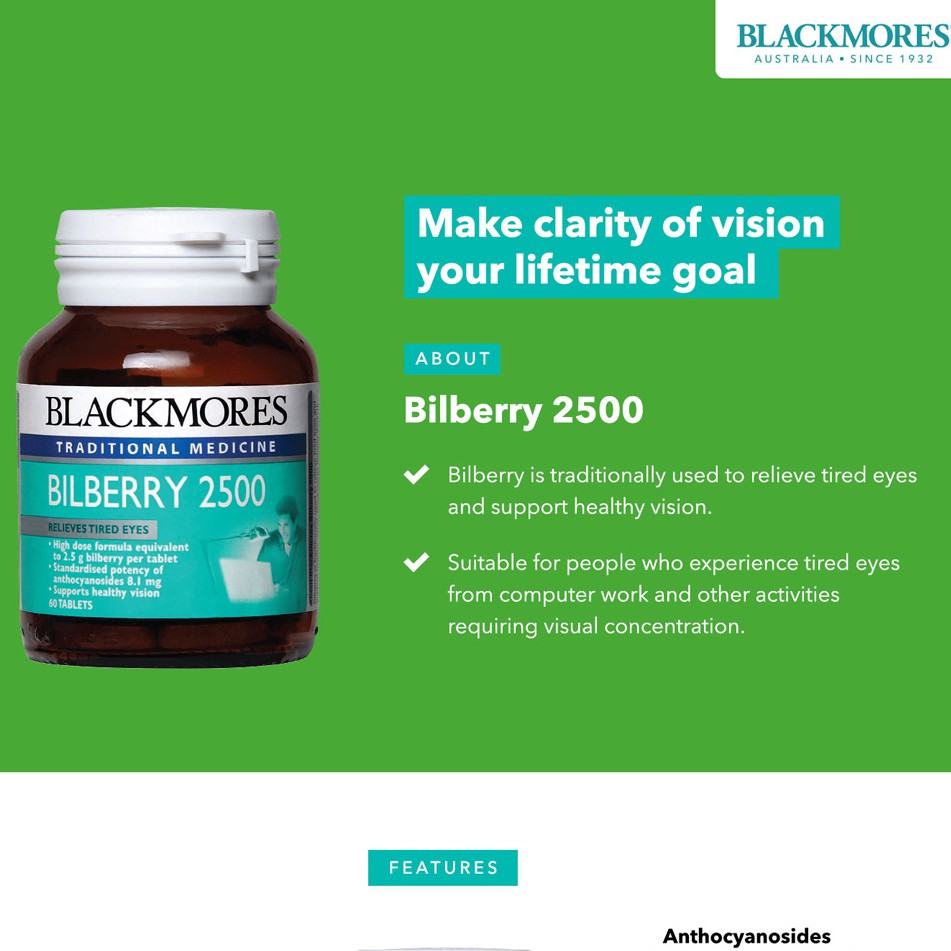 BLACKMORES
AUSTRALIA • SINCE 1932
Make clarity of vision
your lifetime goal
ABOUT
Bilberry 2500
Bilberry is traditionally used to relieve tired eyes
and support healthy vision.
Suitable for people who experience tired eyes
from computer work and other activities
requiring visual concentration.
BLACKMORES
TRADITIONAL MEDICINE
BILBERRY 2500
RELIEVES TIRED EYES
• High dose formula equivalent
to 2.5 g bilberry per tablet
• Standardised potency of
anthocyanosides 8.1 mg
• Supports healthy vision
60 TABLETS
FEATURES
Anthocyanosides